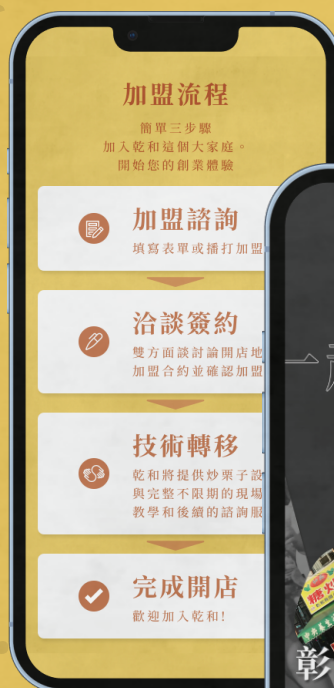 加盟流程
簡單三步驟
加入乾和這個大家庭。
開始您的創業體驗
加盟諮詢
填寫表單或播打加盟
洽談簽約
雙方面談討論開店地
加盟合約並確認加盟
技術轉移
乾和將提供炒栗子設
與完整不限期的現場
教學和後續的諮詢服
完成開店
歡迎加入乾和!
一
糖火
彰